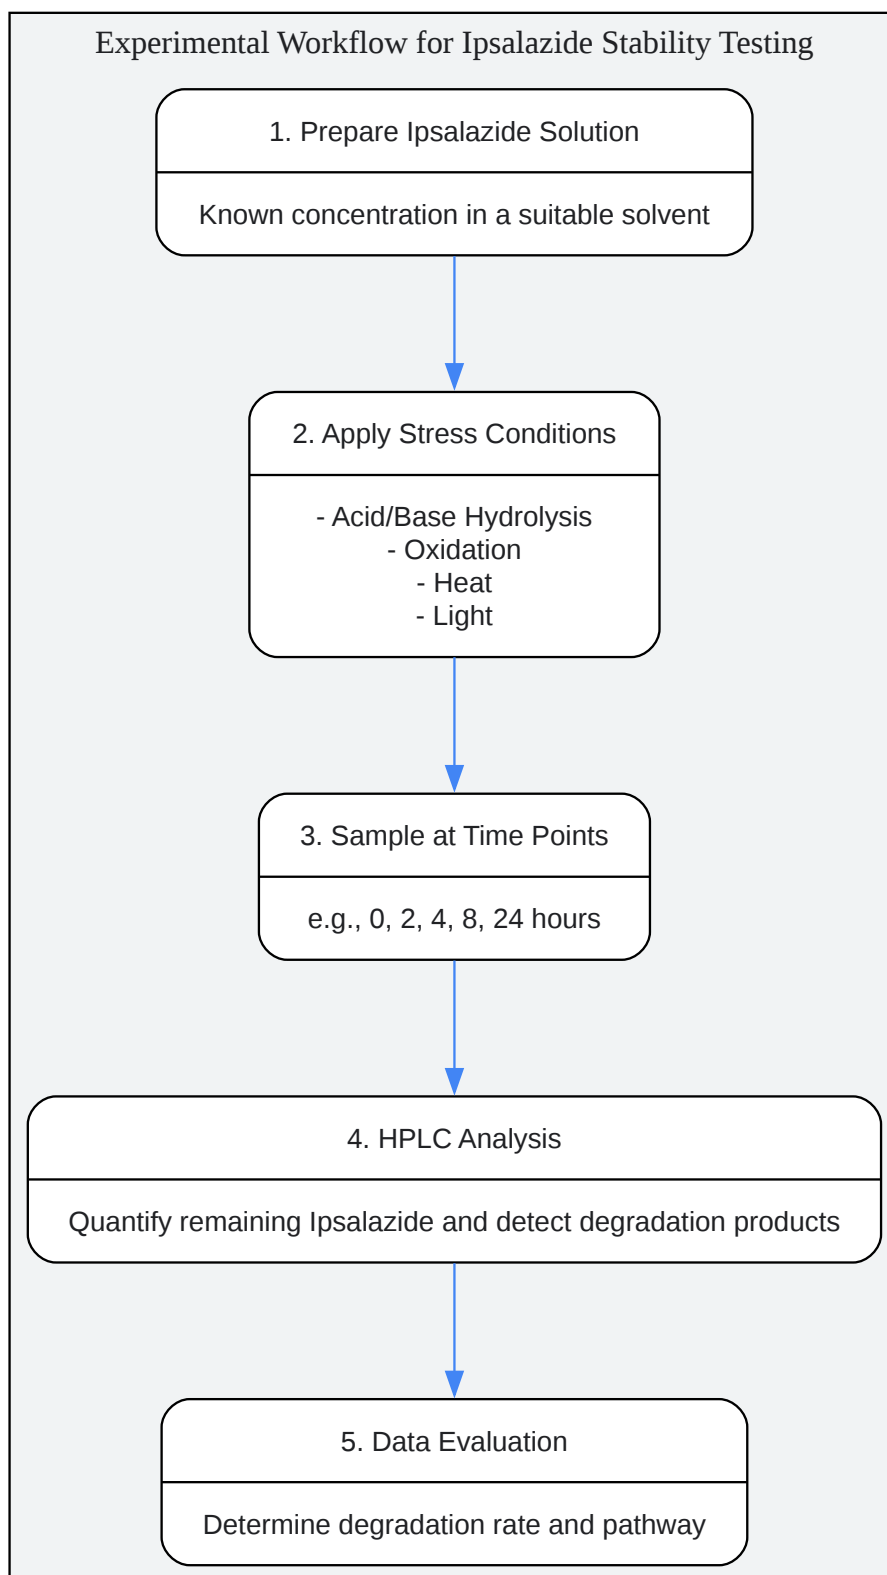 Experimental Workflow for Ipsalazide Stability Testing
1. Prepare Ipsalazide Solution
Known concentration in a suitable solvent
2. Apply Stress Conditions
- Acid/Base Hydrolysis
- Oxidation
- Heat
- Light
3. Sample at Time Points
e.g., 0, 2, 4, 8, 24 hours
4. HPLC Analysis
Quantify remaining Ipsalazide and detect degradation products
5. Data Evaluation
Determine degradation rate and pathway